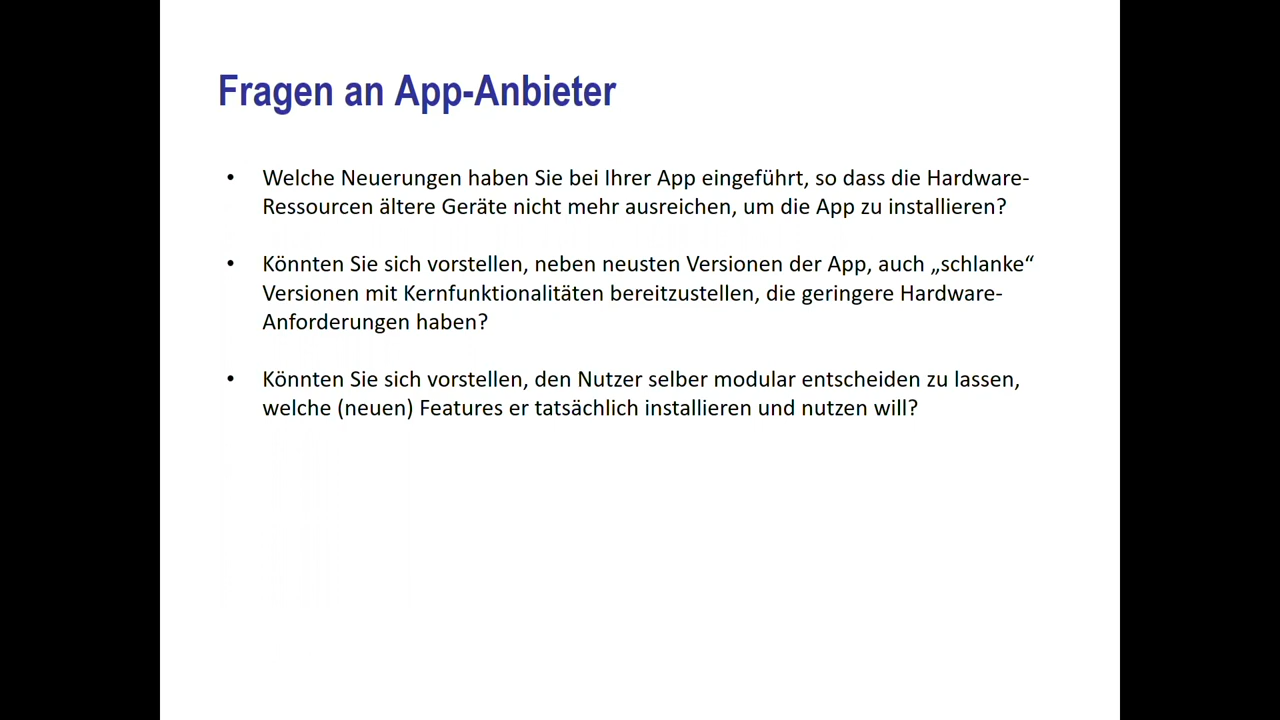 Fragen an App-Anbieter
• Welche Neuerungen haben Sie bei Ihrer App eingeführt, so dass die Hardware-
Ressourcen ältere Geräte nicht mehr ausreichen, um die App zu installieren?
• Könnten Sie sich vorstellen, neben neusten Versionen der App, auch „schlanke“
Versionen mit Kernfunktionalitäten bereitzustellen, die geringere Hardware-
Anforderungen haben?
• Könnten Sie sich vorstellen, den Nutzer selber modular entscheiden zu lassen,
welche (neuen) Features er tatsächlich installieren und nutzen will?